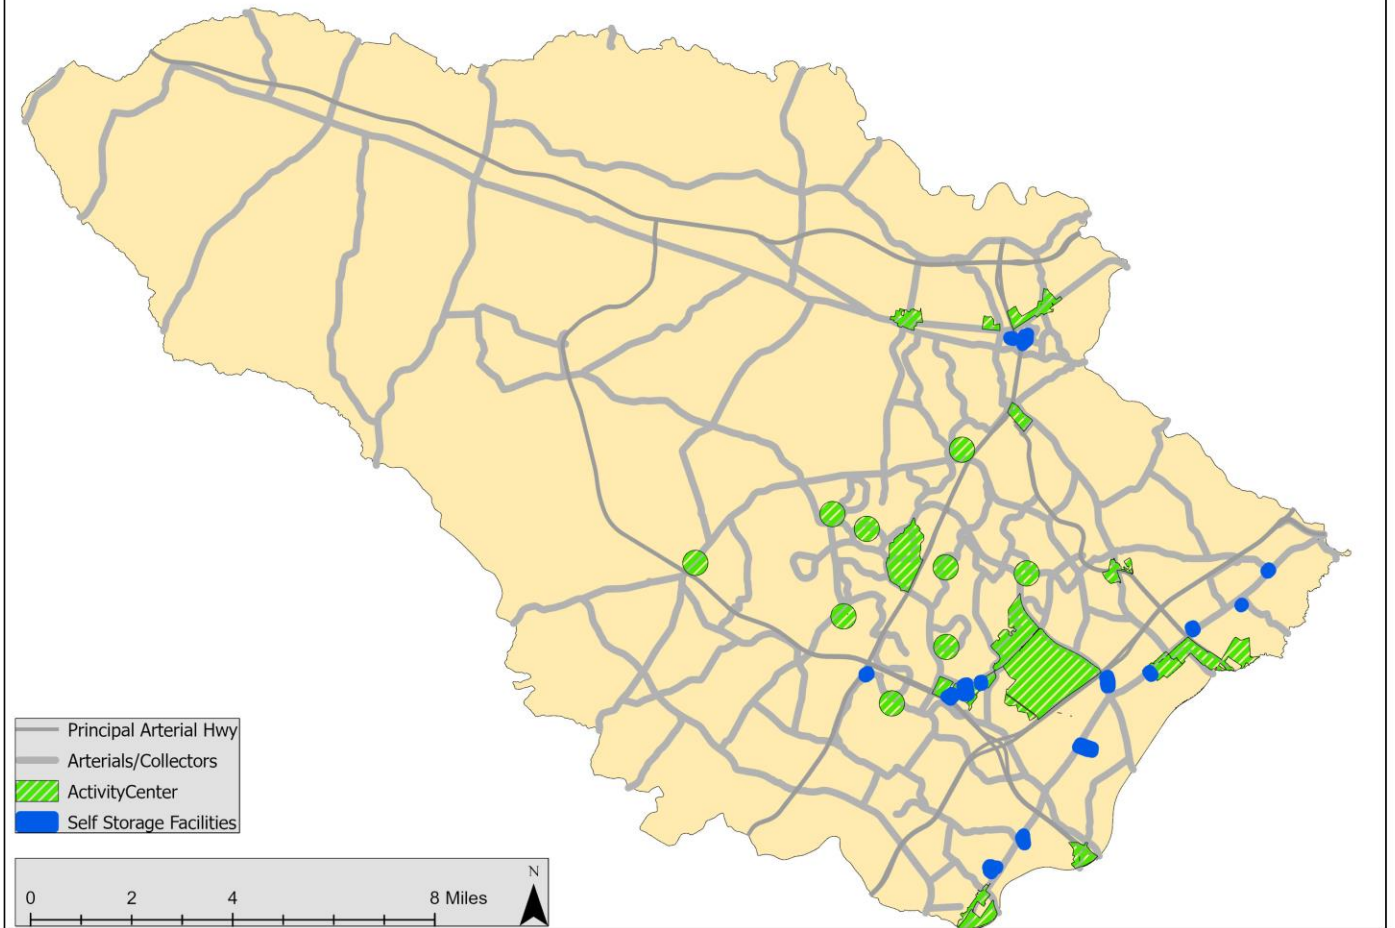 Principal Arterial Hwy
Arterials/Collectors
ActivityCenter
Self Storage Facilities
N
0 2 4 8 Miles